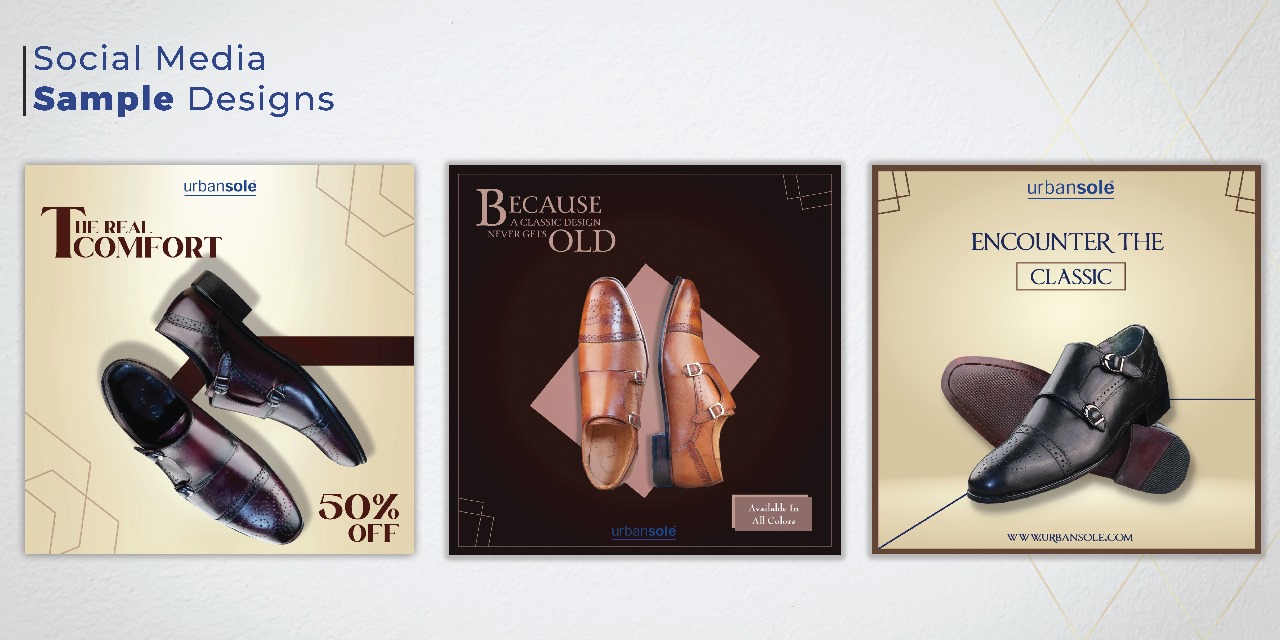 Social Media
Sample Designs
urbansole
THE REAL
COMFORT
50%
OFF
BECAUSE
A CLASSIC DESIGN
NEVER GETS OLD
Available In
All Colors
urbansole
urbansole
ENCOUNTER THE
CLASSIC
WWW.URBANSOLE.COM